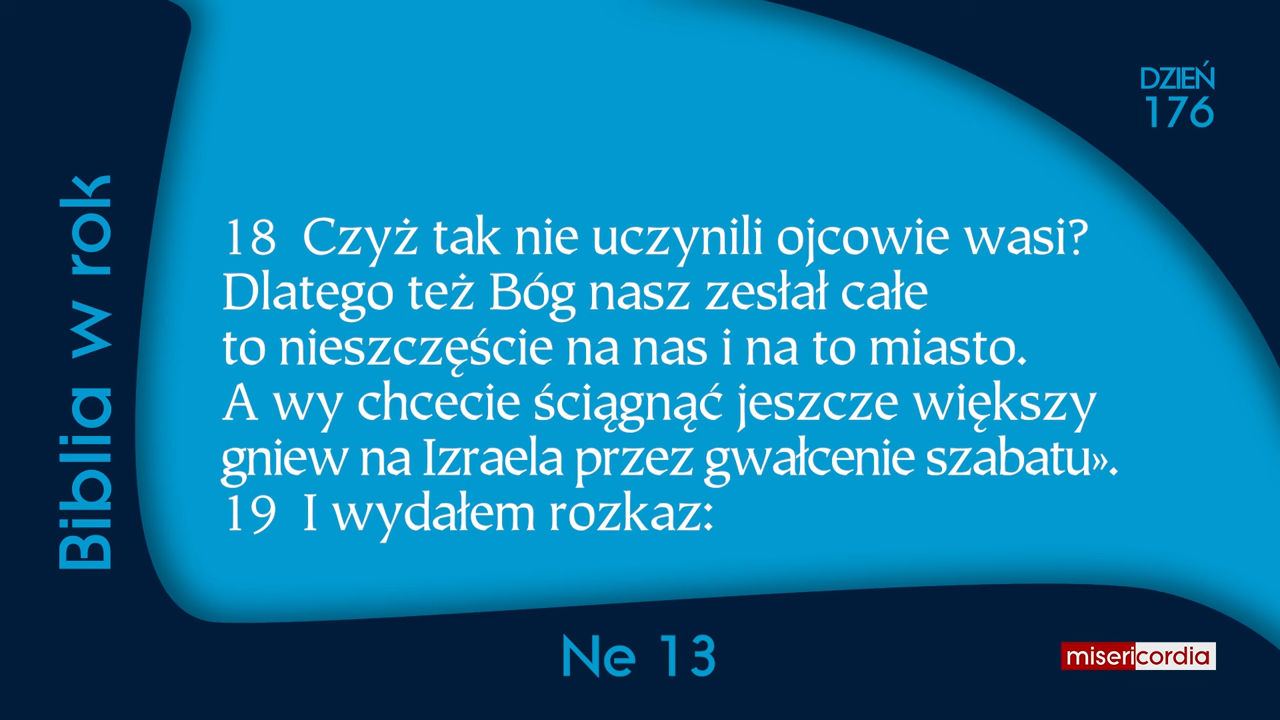 DZIEŃ
176
Biblia w rok
18 Czyż tak nie uczynili ojcowie wasi?
Dlatego też Bóg nasz zesłał całe
to nieszczęście na nas i na to miasto.
A wy chcecie ściągnąć jeszcze większy
gniew na Izraela przez gwałcenie szabatu».
19 I wydałem rozkaz:
Ne 13
misericordia